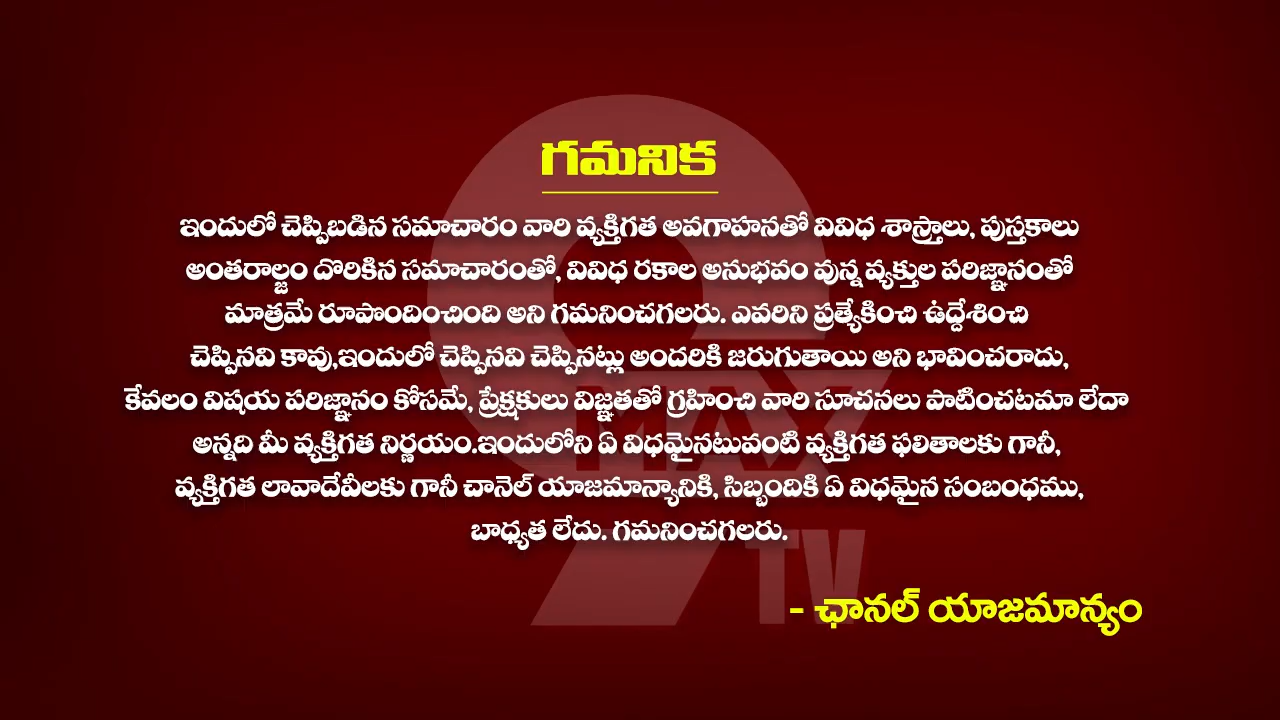 గమనిక
ఇందులో చెప్పిబడిన సమాచారం వారి వ్యక్తిగత అవగాహనతో వివిధ శాస్త్రాలు, పుస్తకాలు
అంతరాల్జం దొరికిన సమాచారంతో, వివిధ రకాల అనుభవం వున్న వ్యక్తుల పరిజ్ఞానంతో
మాత్రమే రూపొందించింది అని గమనించగలరు. ఎవరిని ప్రత్యేకించి ఉద్దేశించి
చెప్పినవి కావు,ఇందులో చెప్పినవి చెప్పినట్లు అందరికి జరుగుతాయి అని భావించరాదు,
కేవలం విషయ పరిజ్ఞానం కోసమే, ప్రేక్షకులు విజ్ఞతతో గ్రహించి వారి సూచనలు పాటించటమా లేదా
అన్నది మీ వ్యక్తిగత నిర్ణయం.ఇందులోని ఏ విధమైనటువంటి వ్యక్తిగత ఫలితాలకు గానీ,
వ్యక్తిగత లావాదేవీలకు గానీ చానెల్ యాజమాన్యానికి, సిబ్బందికి ఏ విధమైన సంబంధము,
బాధ్యత లేదు. గమనించగలరు.
- ఛానల్ యాజమాన్యం
9
MAX
TV